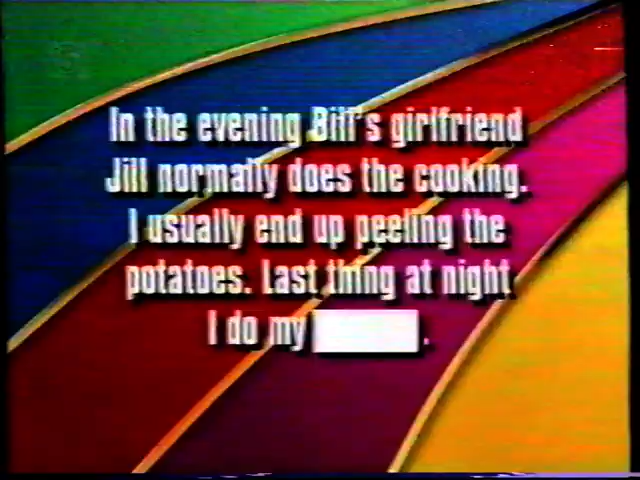 In the evening Bill's girlfriend
Jill normally does the cooking.
I usually end up peeling the
potatoes. Last thing at night
I do my      .